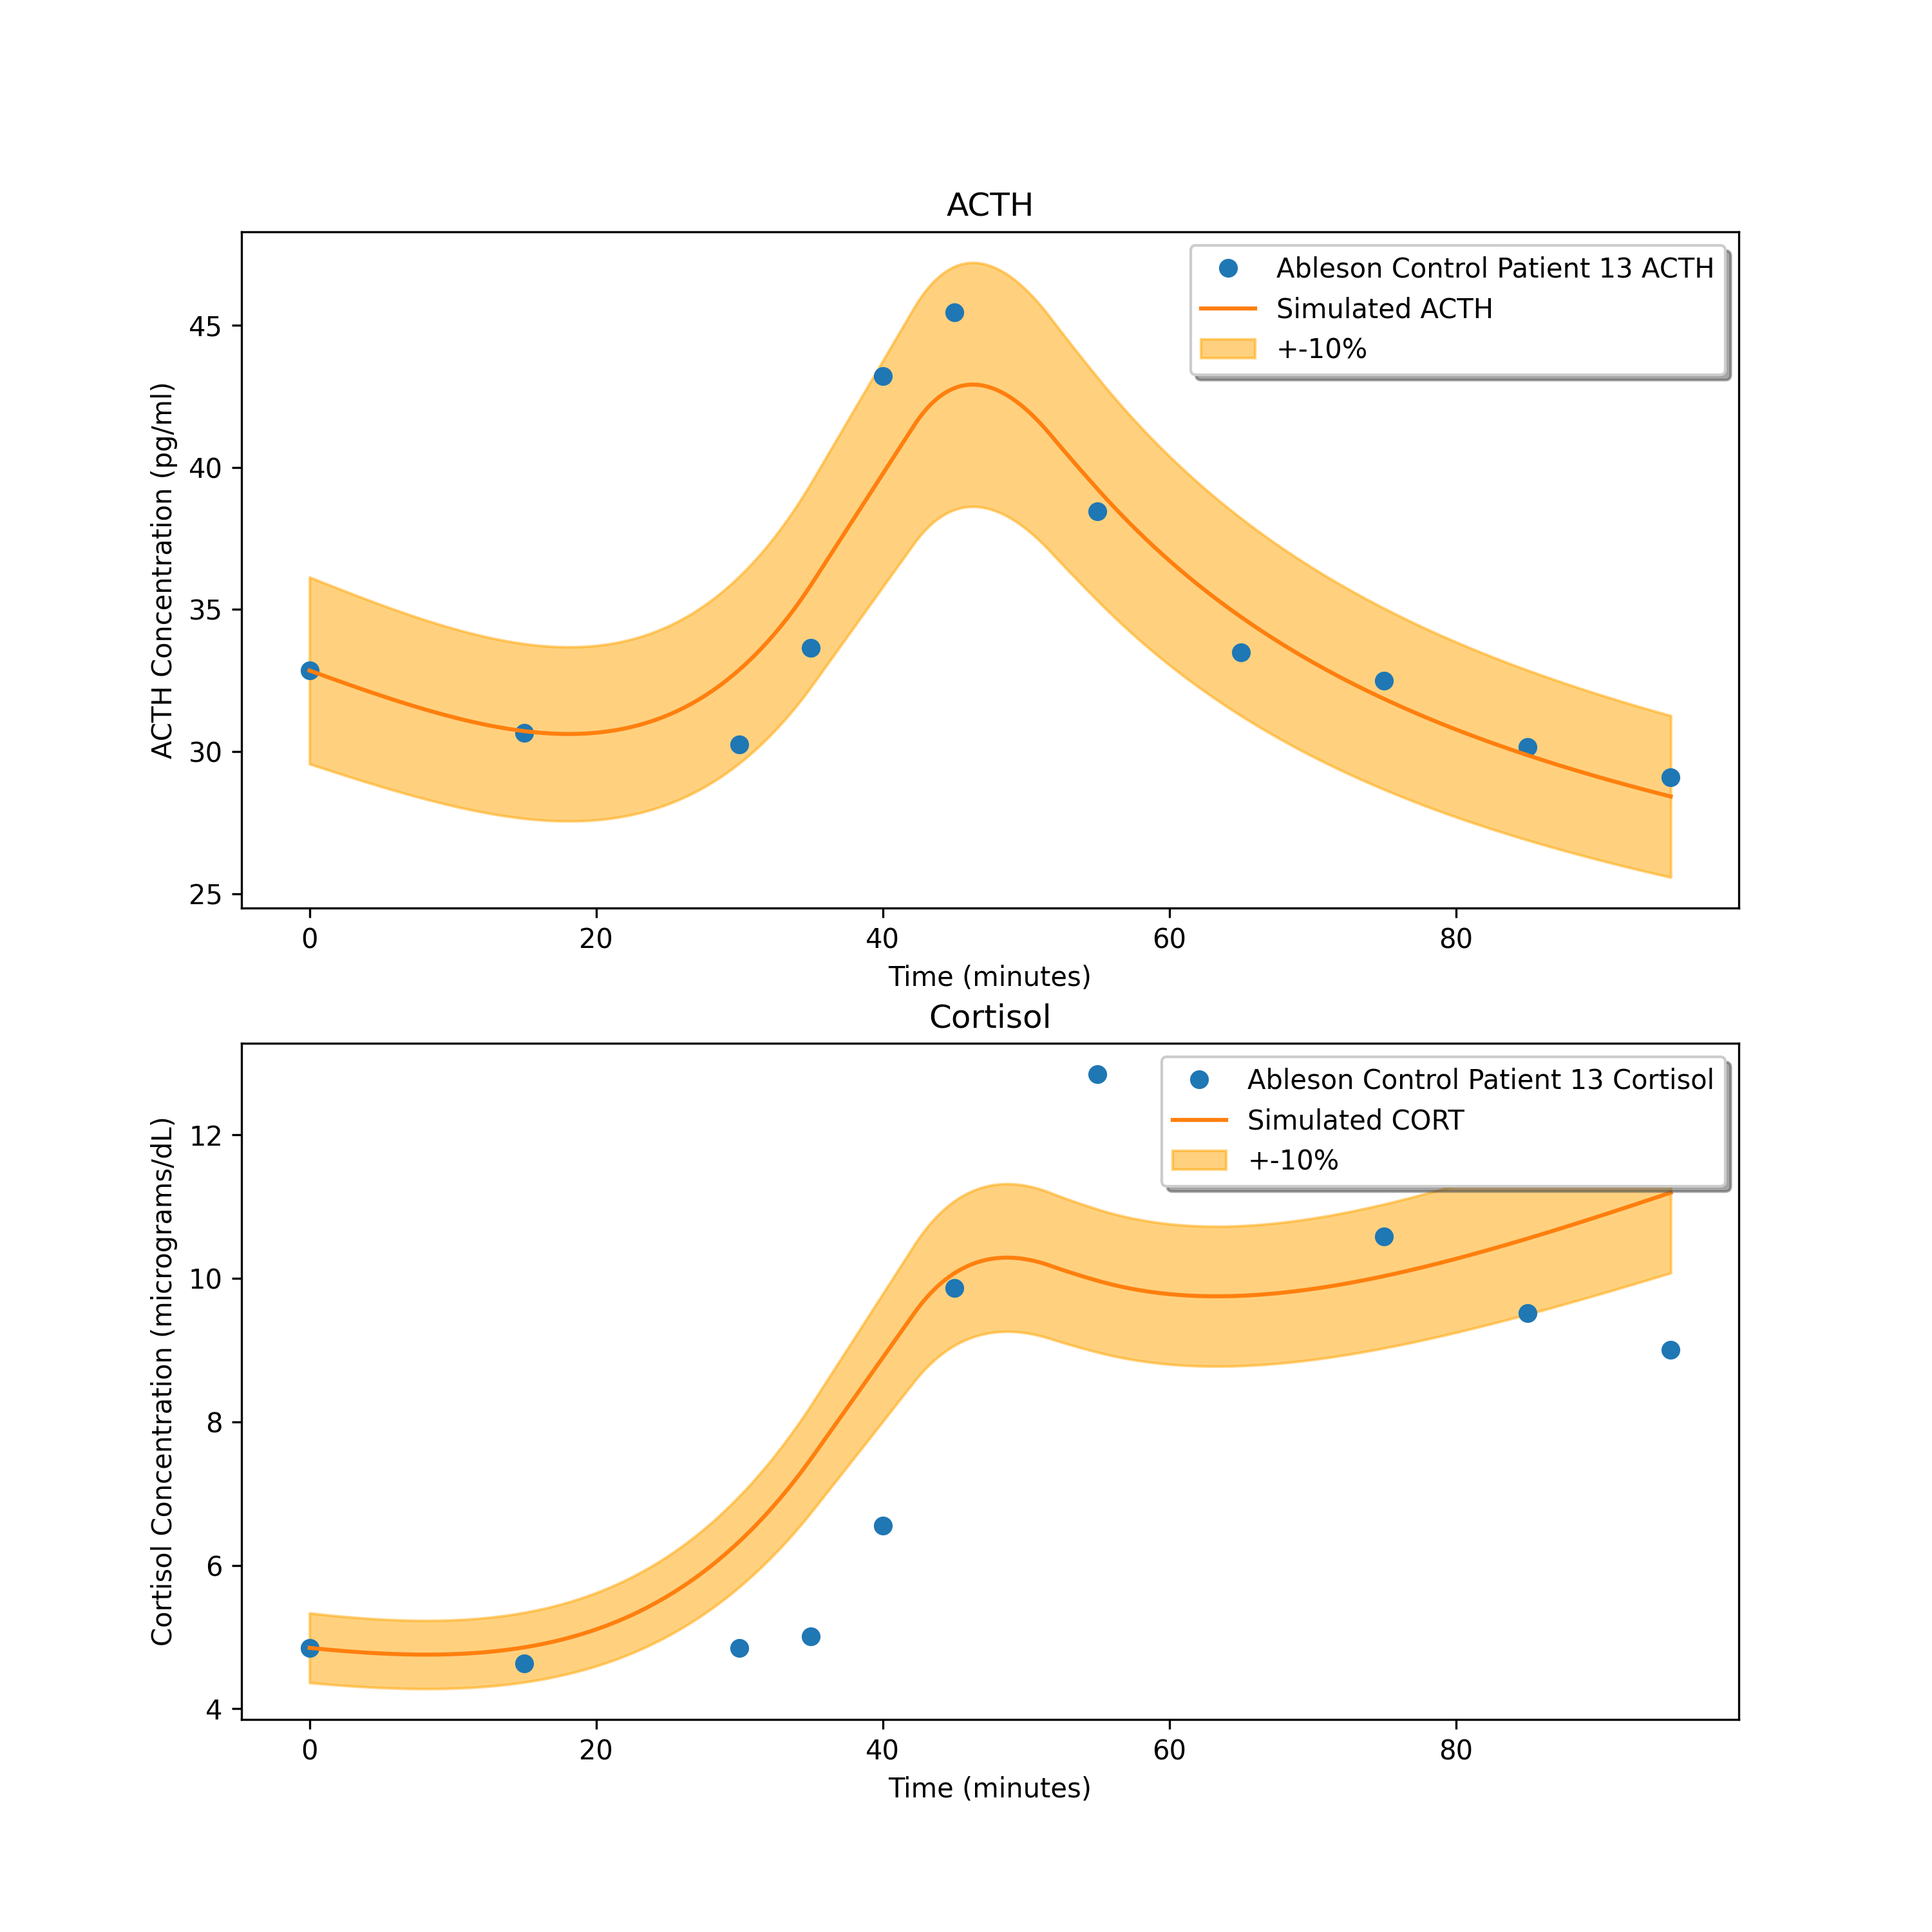 ACTH
Ableson Control Patient 13 ACTH
Simulated ACTH
+-10%
45
40
35
30
25
ACTH Concentration (pg/ml)
0 20 40 60 80
Time (minutes)
Cortisol
Ableson Control Patient 13 Cortisol
Simulated CORT
+-10%
12
10
8
6
4
Cortisol Concentration (micrograms/dL)
0 20 40 60 80
Time (minutes)